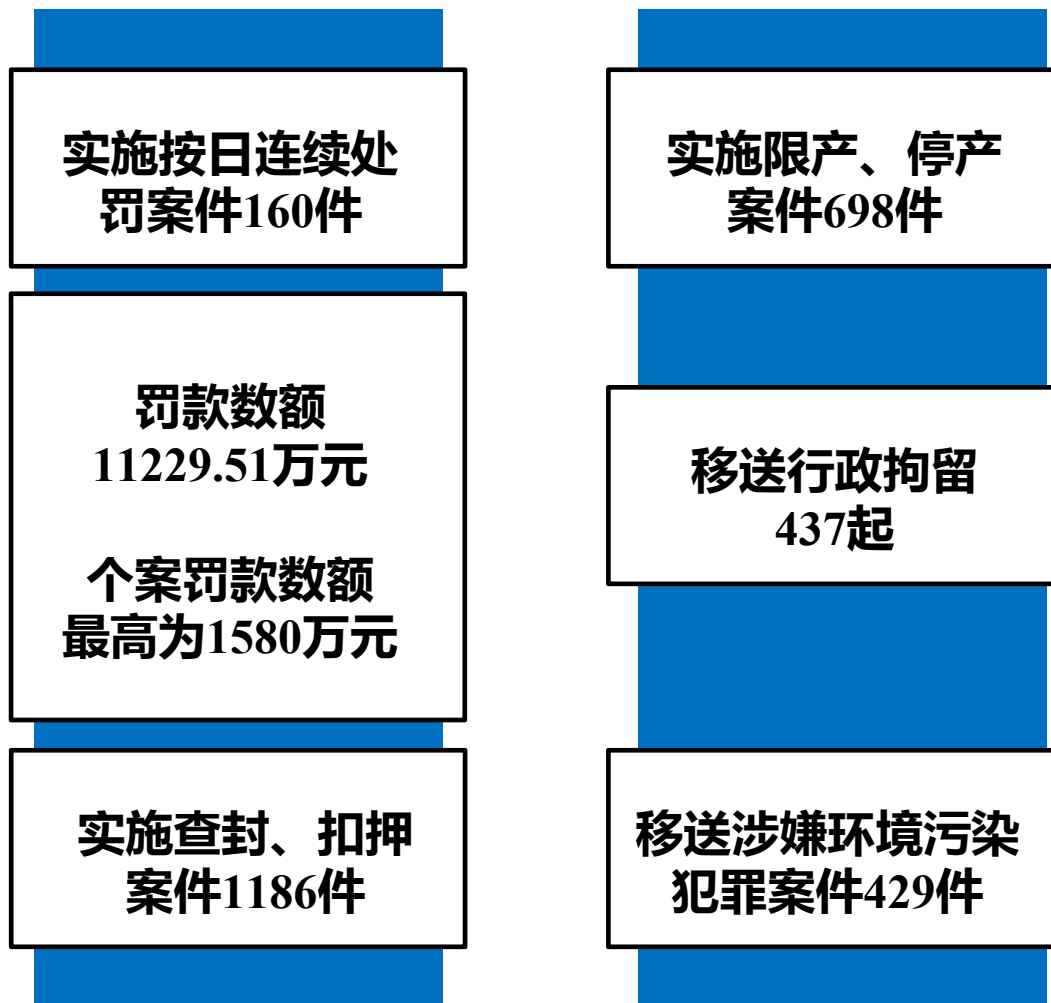 实施按日连续处
罚案件160件
罚款数额
11229.51万元
个案罚款数额
最高为1580万元
实施查封、扣押
案件1186件
实施限产、停产
案件698件
移送行政拘留
437起
移送涉嫌环境污染
犯罪案件429件